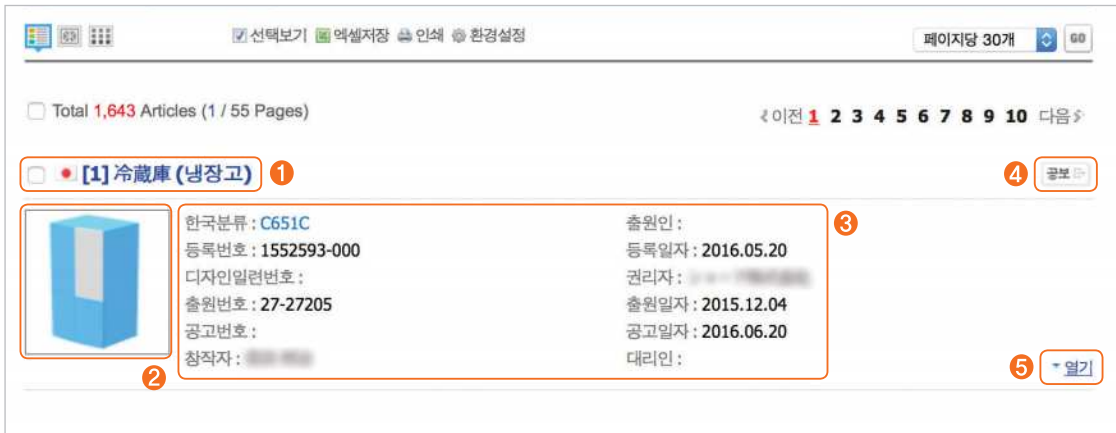 선택보기 엑셀저장 인쇄 환경설정 페이지당 30개 GO
Total 1,643 Articles (1 / 55 Pages) 이전 1 2 3 4 5 6 7 8 9 10 다음
[1] 冷蔵庫 (냉장고) 1 4 공보
한국분류 : C651C 출원인 : 3
등록번호 : 1552593-000 등록일자 : 2016.05.20
디자인일련번호 : 권리자 :
출원번호 : 27-27205 출원일자 : 2015.12.04
공고번호 : 공고일자 : 2016.06.20
창작자 : 대리인 :
2 5 열기